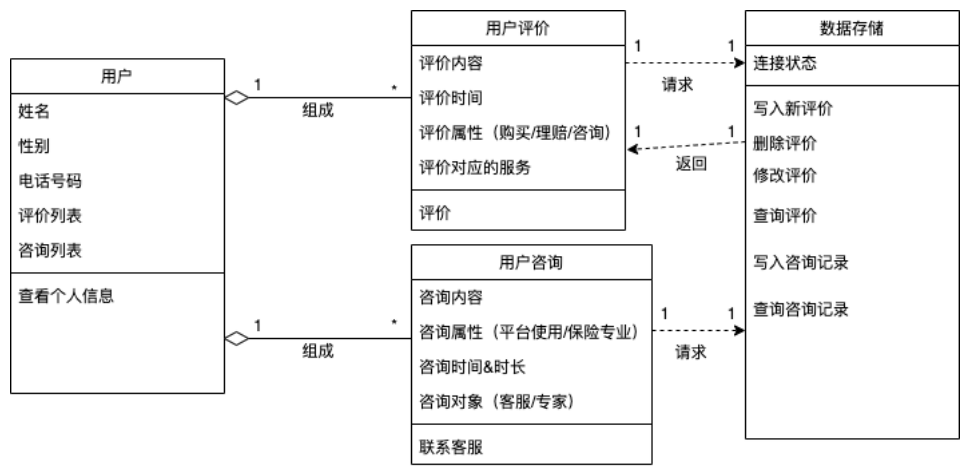 用户
姓名
性别
电话号码
评价列表
咨询列表
查看个人信息
1
*
组成
1
*
组成
用户评价
评价内容
评价时间
评价属性（购买/理赔/咨询）
评价对应的服务
评价
用户咨询
咨询内容
咨询属性（平台使用/保险专业）
咨询时间&时长
咨询对象（客服/专家）
联系客服
1
1
请求
1
1
返回
1
1
请求
数据存储
连接状态
写入新评价
删除评价
修改评价
查询评价
写入咨询记录
查询咨询记录